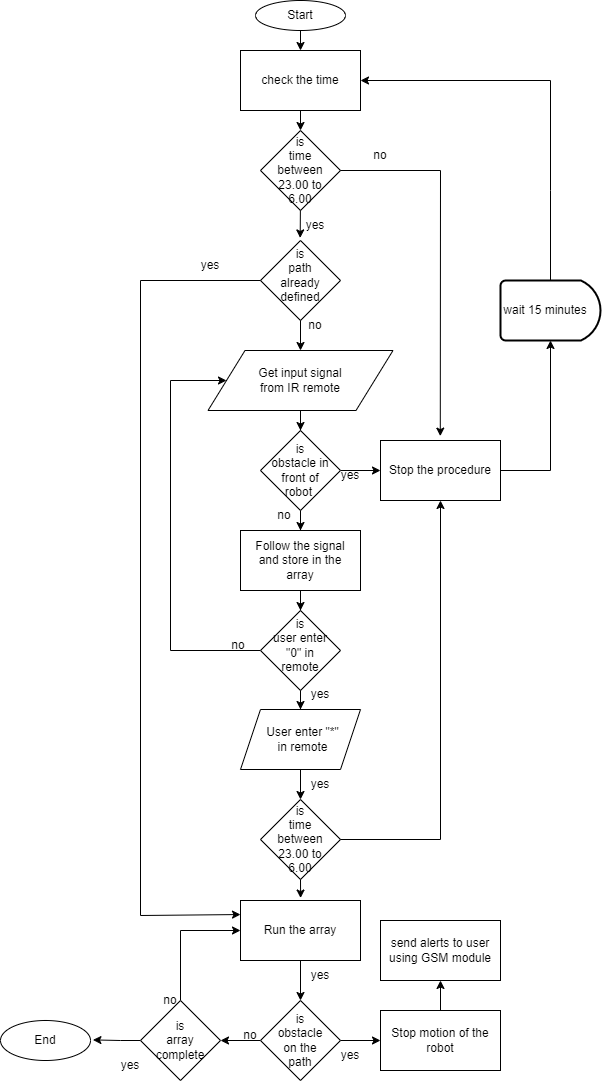 Start
check the time
is
time
between
23.00 to
6.00
no
yes
is
path
already
defined
yes
no
wait 15 minutes
Get input signal
from IR remote
is
obstacle in
front of
robot
yes
Stop the procedure
no
Follow the signal
and store in the
array
is
user enter
"0" in
remote
no
yes
User enter "*"
in remote
yes
is
time
between
23.00 to
6.00
Run the array
send alerts to user
using GSM module
yes
no
is
obstacle
on the
path
no
yes
Stop motion of the
robot
is
array
complete
yes
End